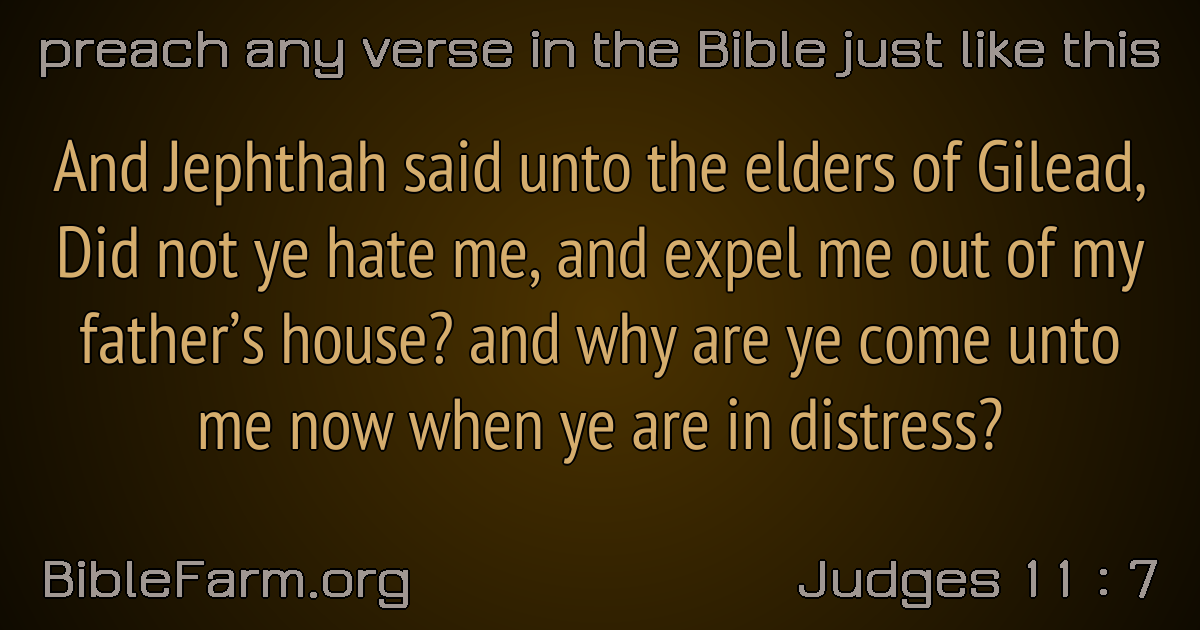 preach any verse in the Bible just like this
And Jephthah said unto the elders of Gilead,
Did not ye hate me, and expel me out of my
father’s house? and why are ye come unto
me now when ye are in distress?
BibleFarm.org
Judges 11 : 7